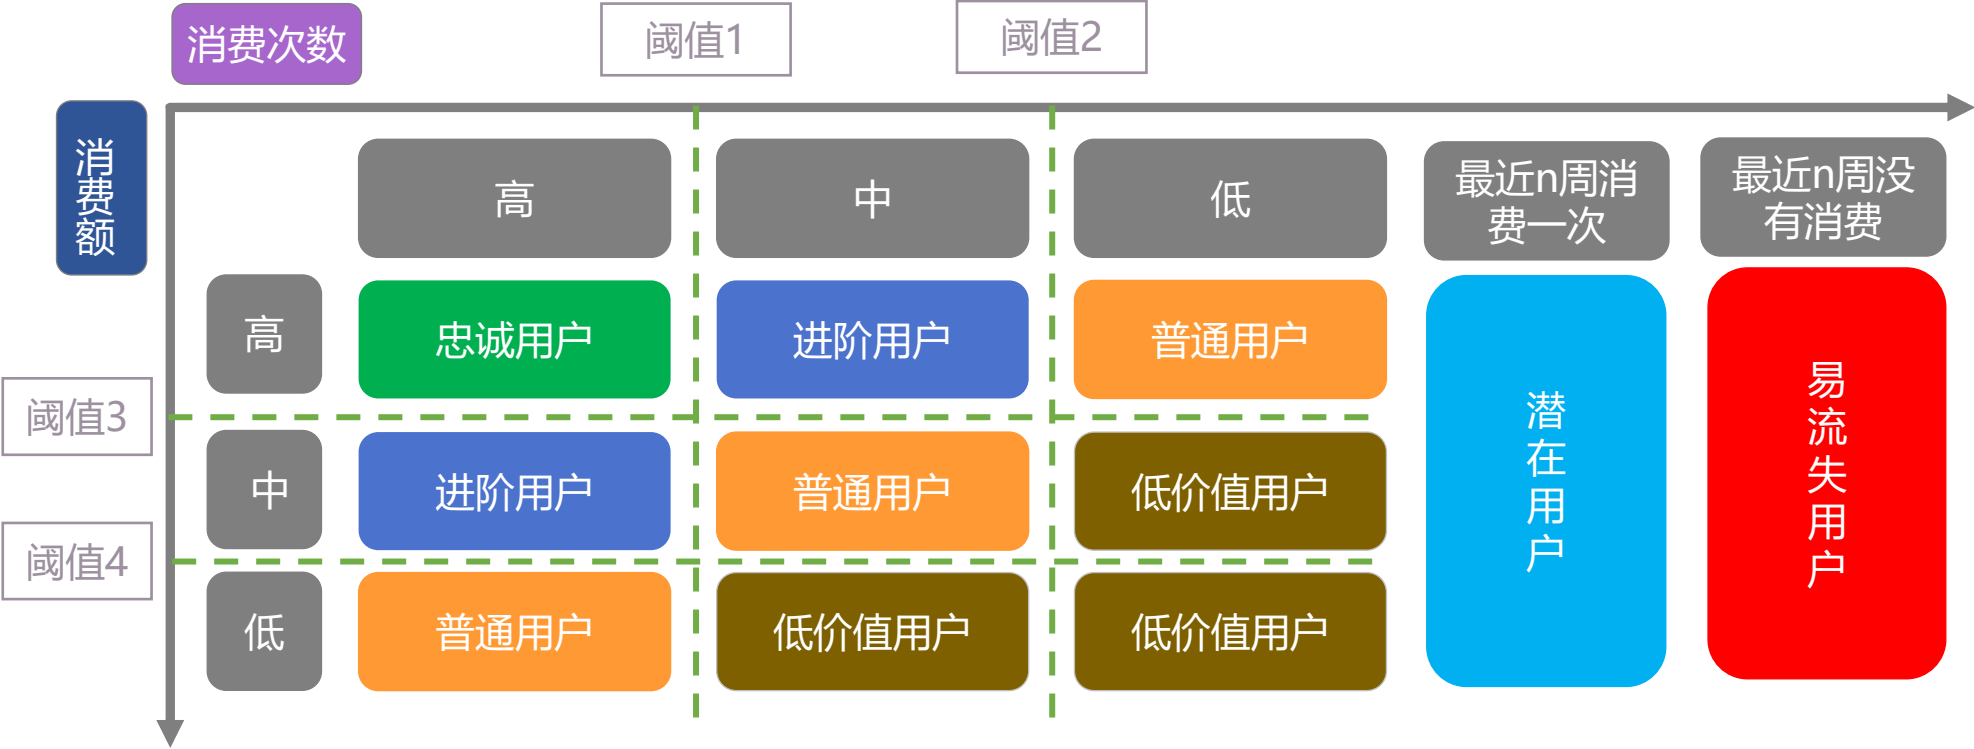 消费次数
阈值1
阈值2
消费额
高
中
低
最近n周消
费一次
最近n周没
有消费
高
忠诚用户
进阶用户
普通用户
阈值3
中
进阶用户
普通用户
低价值用户
潜在用户
易流失用户
阈值4
低
普通用户
低价值用户
低价值用户